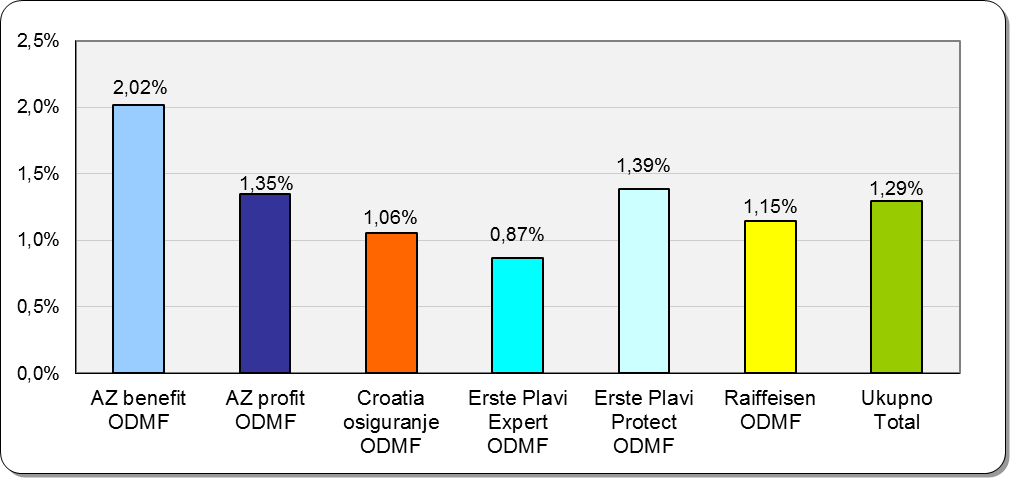 2,5%
2,0%
1,5%
1,0%
0,5%
0,0%
2,02%
1,35%
1,06%
0,87%
1,39%
1,15%
1,29%
AZ benefit
ODMF
AZ profit
ODMF
Croatia
osiguranje
ODMF
Erste Plavi
Expert
ODMF
Erste Plavi
Protect
ODMF
Raiffeisen
ODMF
Ukupno
Total